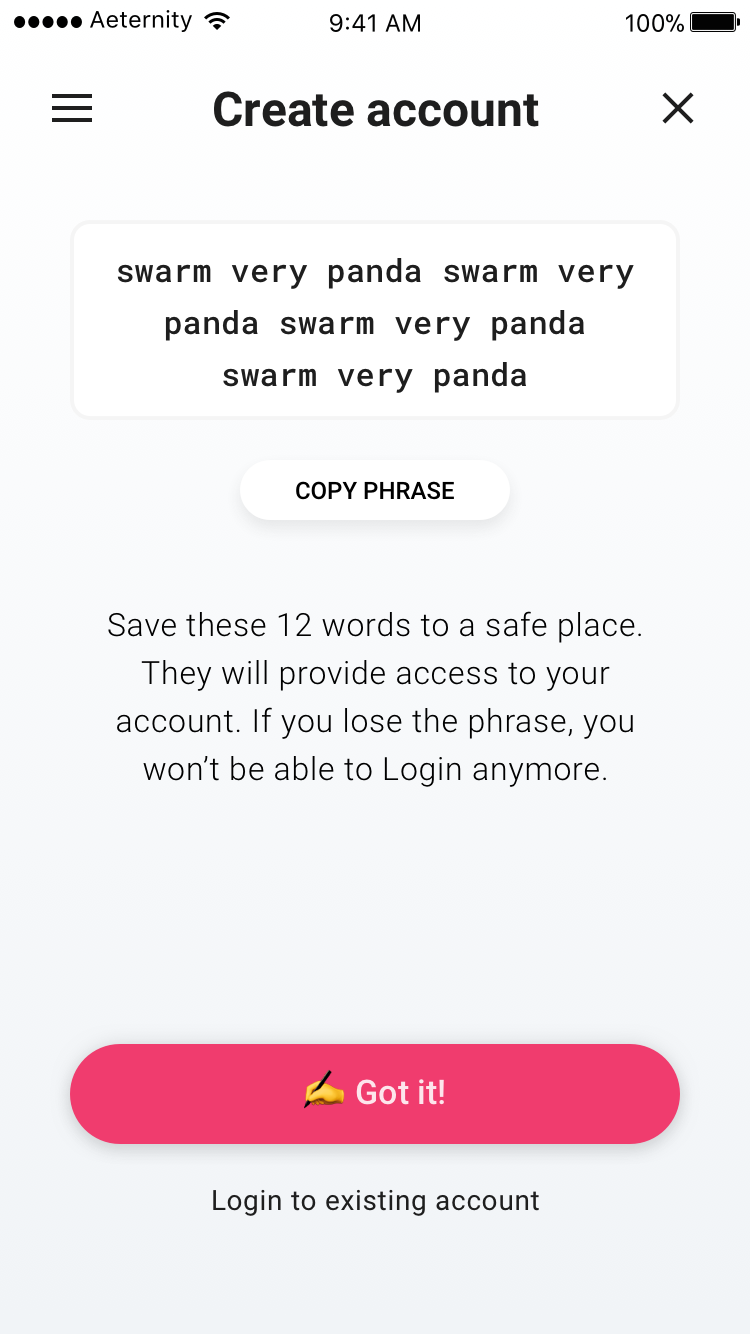 Aeternity 9:41 AM 100%
Create account
swarm very panda swarm very
panda swarm very panda
swarm very panda
COPY PHRASE
Save these 12 words to a safe place.
They will provide access to your
account. If you lose the phrase, you
won’t be able to Login anymore.
✍️ Got it!
Login to existing account